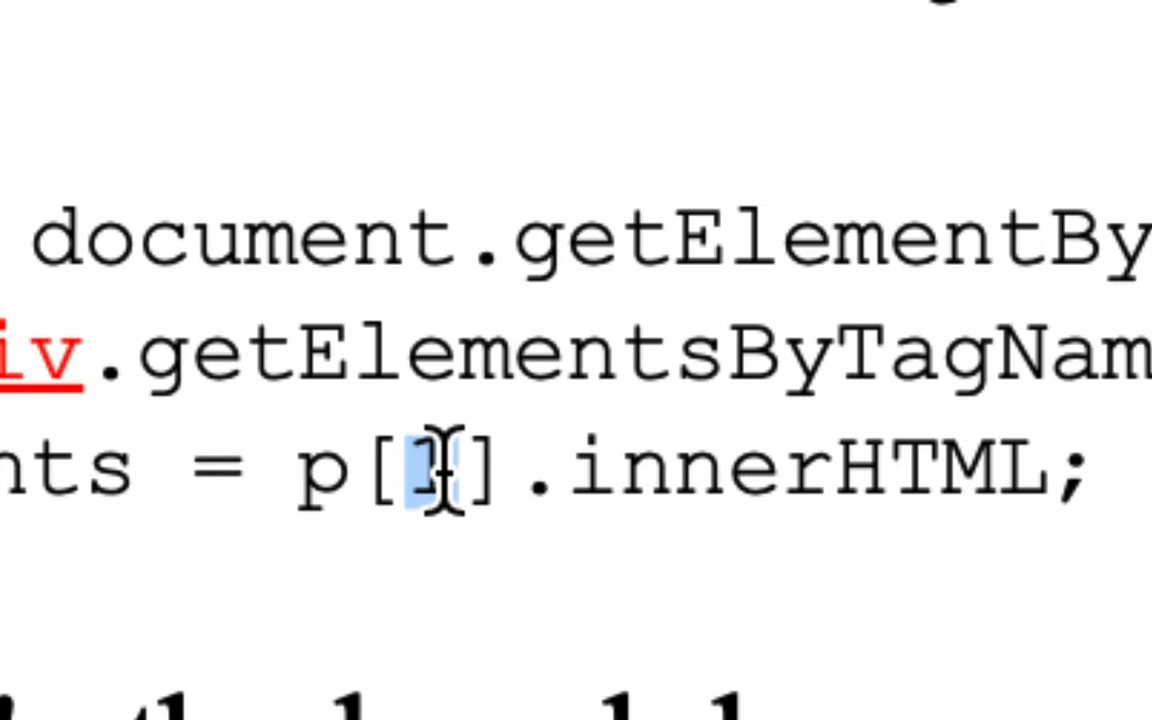 document.getElementBy
iv.getElementsByTagNam
nts = p[1].innerHTML;